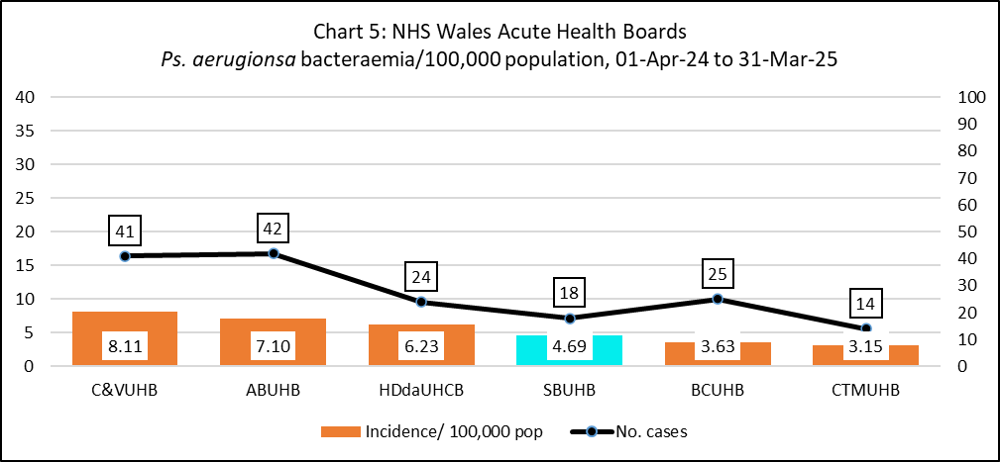 Chart 5: NHS Wales Acute Health Boards
Ps. aerugionsa bacteraemia/100,000 population, 01-Apr-24 to 31-Mar-25
40 100
35 90
30 80
25 70
20 60
15 50
10 40
5 30
0 20
10
0
41 42 24 18 25 14
8.11 7.10 6.23 4.69 3.63 3.15
C&VUHB ABUHB HDdaUHCB SBUHB BCUHB CTMUHB
Incidence/ 100,000 pop No. cases